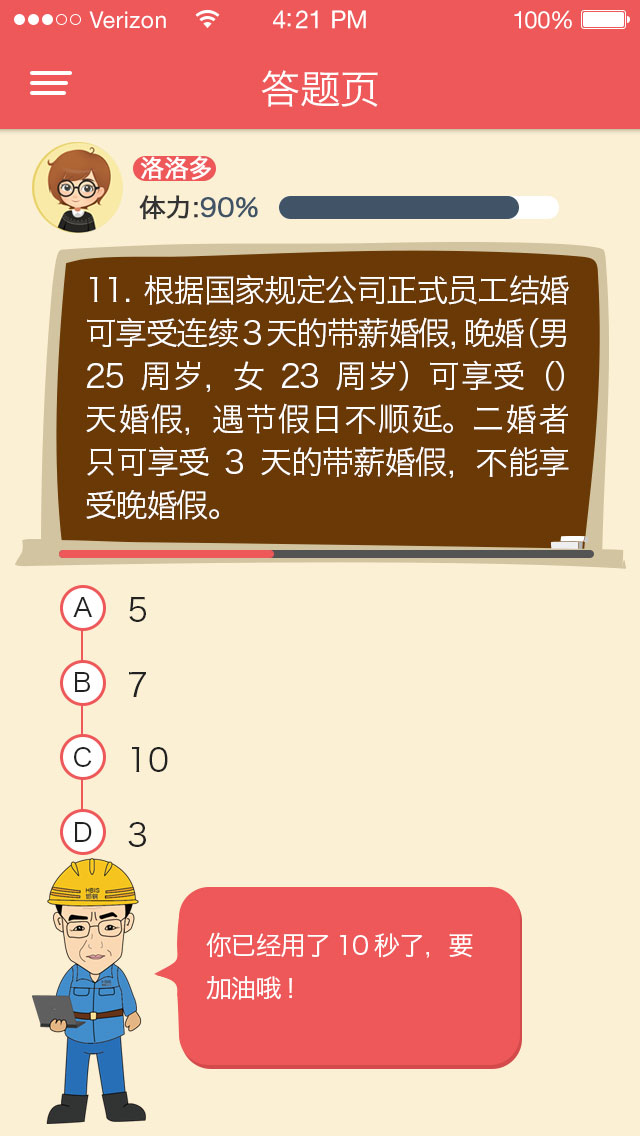 Verizon 4:21 PM 100%
答题页
洛洛多
体力:90%
11. 根据国家规定公司正式员工结婚
可享受连续3天的带薪婚假, 晚婚(男
25 周岁, 女 23 周岁) 可享受 ()
天婚假, 遇节假日不顺延。二婚者
只可享受 3 天的带薪婚假, 不能享
受晚婚假。
A 5
B 7
C 10
D 3
HBIS
邯钢
你已经用了 10 秒了, 要
加油哦!